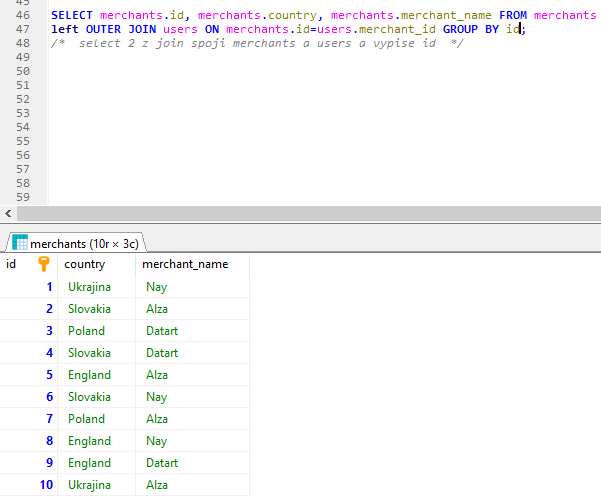 45
46 SELECT merchants.id, merchants.country, merchants.merchant_name FROM merchants
47 left OUTER JOIN users ON merchants.id=users.merchant_id GROUP BY id;
48 /*  select 2 z join spoji merchants a users a vypise id  */
49
50
51
52
53
54
55
56
57
58
59
merchants (10r × 3c)
id country merchant_name
1 Ukrajina Nay
2 Slovakia Alza
3 Poland Datart
4 Slovakia Datart
5 England Alza
6 Slovakia Nay
7 Poland Alza
8 England Nay
9 England Datart
10 Ukrajina Alza